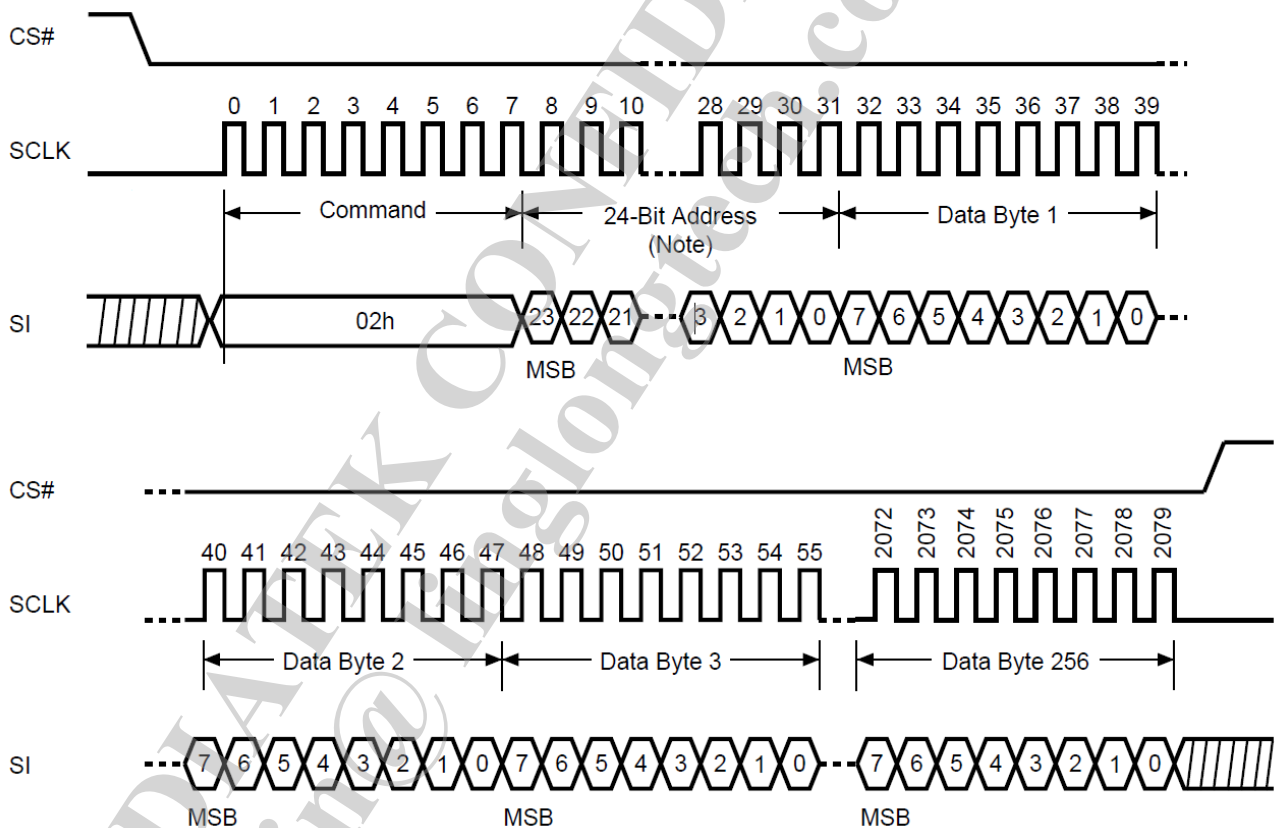 CS#
0 1 2 3 4 5 6 7 8 9 10 28 29 30 31 32 33 34 35 36 37 38 39
SCLK
Command 24-Bit Address Data Byte 1
(Note)
SI 02h 23 22 21 3 2 1 0 7 6 5 4 3 2 1 0
MSB MSB
CS#
40 41 42 43 44 45 46 47 48 49 50 51 52 53 54 55 2072 2073 2074 2075 2076 2077 2078 2079
SCLK
Data Byte 2 Data Byte 3 Data Byte 256
SI 7 6 5 4 3 2 1 0 7 6 5 4 3 2 1 0 7 6 5 4 3 2 1 0
MSB MSB MSB
DIATEK CONFID
in@linglongtech.co